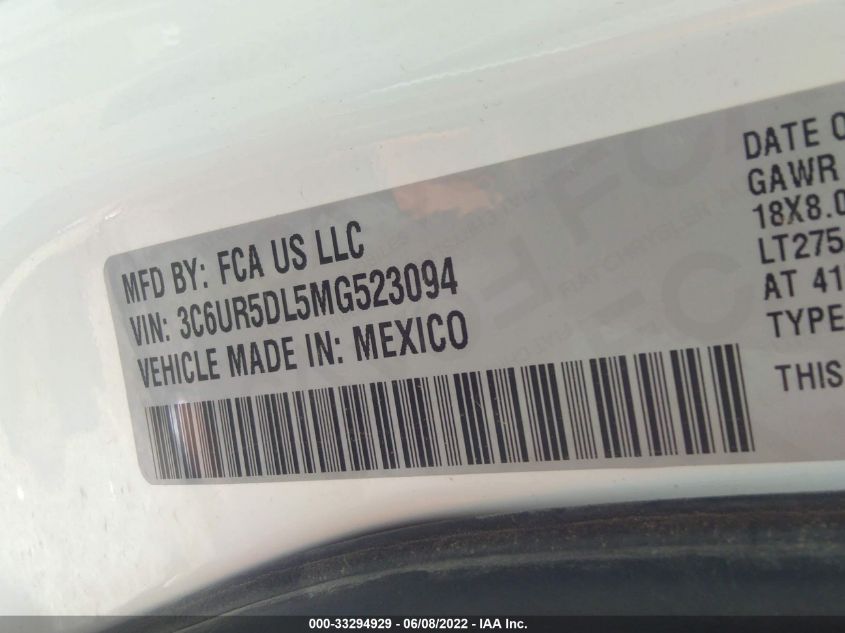 MFD BY: FCA US LLC
VIN: 3C6UR5DL5MG523094
VEHICLE MADE IN: MEXICO
DATE O
GAWR
18X8.0
LT275
AT 41
TYPE
THIS
000-33294929 - 06/08/2022 - IAA Inc.